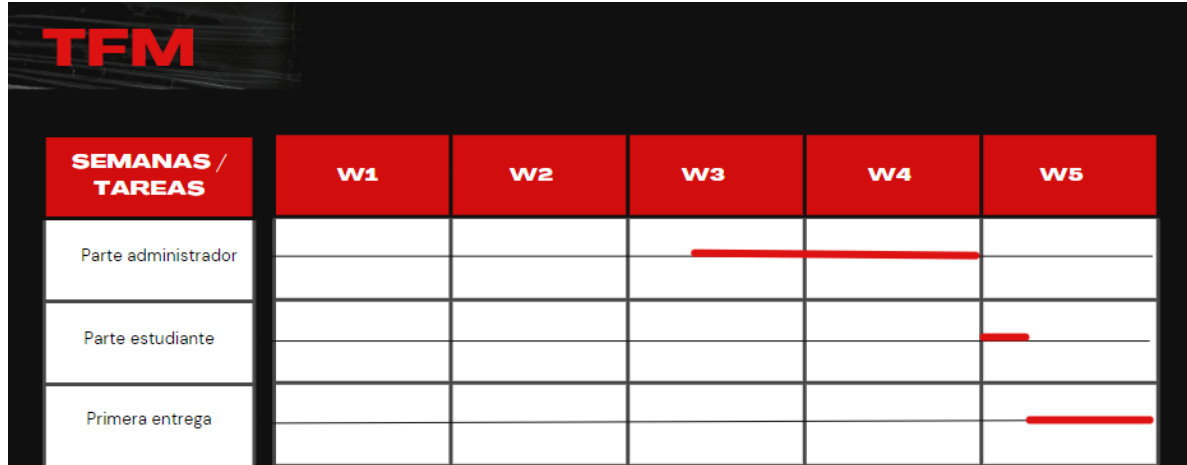 TFM
SEMANAS /
TAREAS
W1
W2
W3
W4
W5
Parte administrador
Parte estudiante
Primera entrega